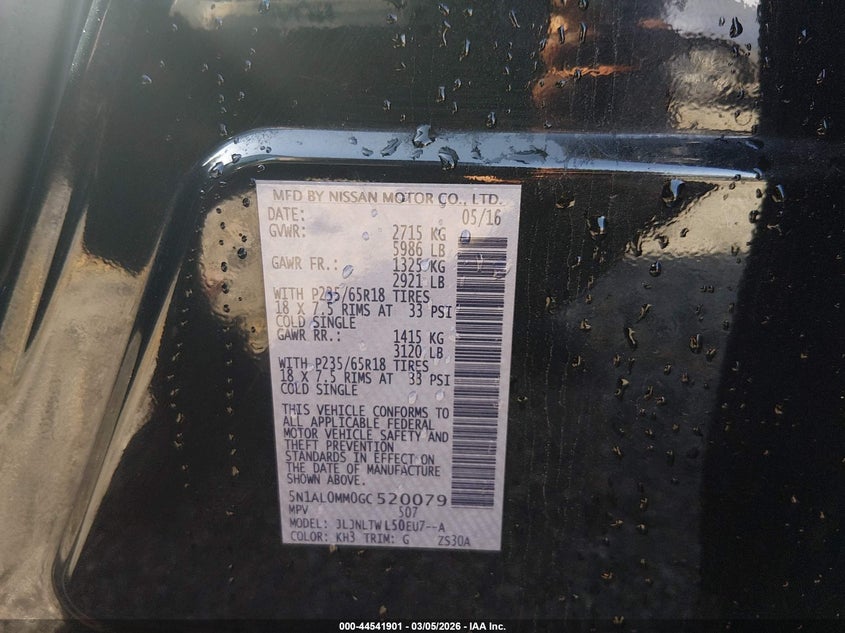 MFD BY NISSAN MOTOR CO., LTD.
DATE: 05/16
GVWR: 2715 KG
5986 LB
GAWR FR.: 1325 KG
2921 LB
WITH P235/65R18 TIRES
18 X 7.5 RIMS AT 33 PSI
COLD SINGLE
GAWR RR.: 1415 KG
3120 LB
WITH P235/65R18 TIRES
18 X 7.5 RIMS AT 33 PSI
COLD SINGLE
THIS VEHICLE CONFORMS TO
ALL APPLICABLE FEDERAL
MOTOR VEHICLE SAFETY AND
THEFT PREVENTION
STANDARDS IN EFFECT ON
THE DATE OF MANUFACTURE
SHOWN ABOVE.
5N1AL0MM0GC520079
MPV S07
MODEL: JLJNLTWL50EU7--A
COLOR: KH3 TRIM: G ZS30A
000-44541901 - 03/05/2026 - IAA Inc.